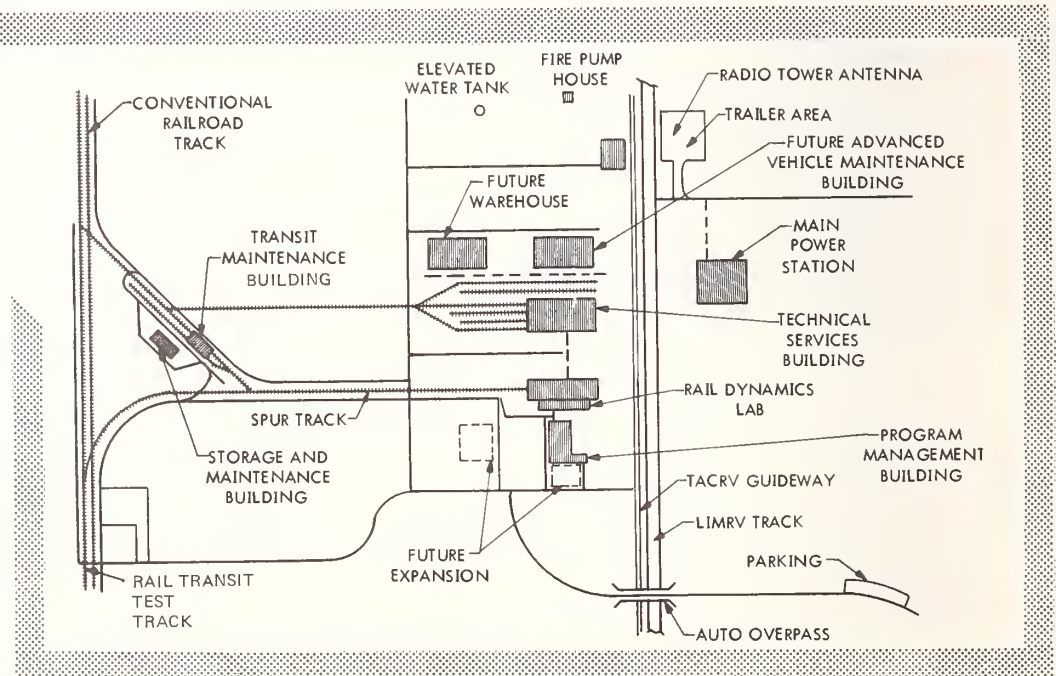 ELEVATED
WATER TANK
FIRE PUMP
HOUSE
RADIO TOWER ANTENNA
TRAILER AREA
CONVENTIONAL
RAILROAD
TRACK
FUTURE ADVANCED
VEHICLE MAINTENANCE
BUILDING
FUTURE
WAREHOUSE
TRANSIT
MAINTENANCE
BUILDING
MAIN
POWER
STATION
TECHNICAL
SERVICES
BUILDING
RAIL DYNAMICS
LAB
SPUR TRACK
STORAGE AND
MAINTENANCE
BUILDING
PROGRAM
MANAGEMENT
BUILDING
TACRV GUIDEWAY
LIMRV TRACK
FUTURE
EXPANSION
PARKING
RAIL TRANSIT
TEST
TRACK
AUTO OVERPASS